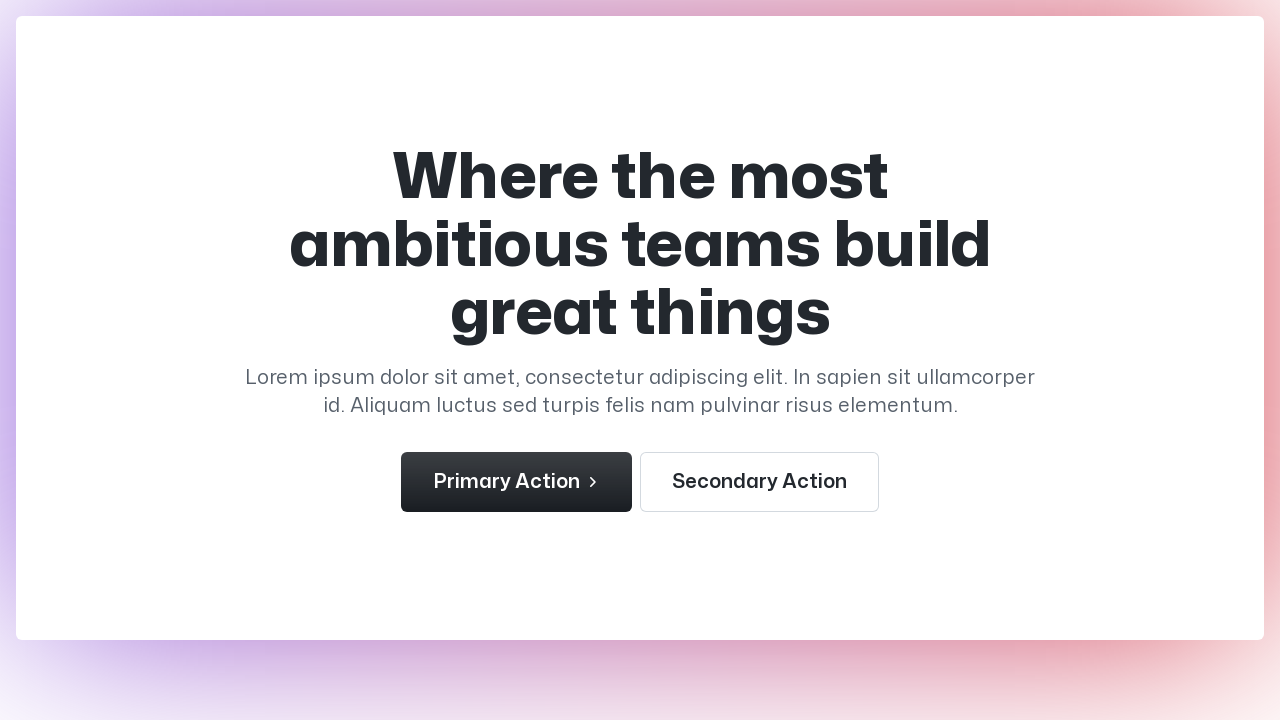 Where the most
ambitious teams build
great things
Lorem ipsum dolor sit amet, consectetur adipiscing elit. In sapien sit ullamcorper
id. Aliquam luctus sed turpis felis nam pulvinar risus elementum.
Primary Action
Secondary Action